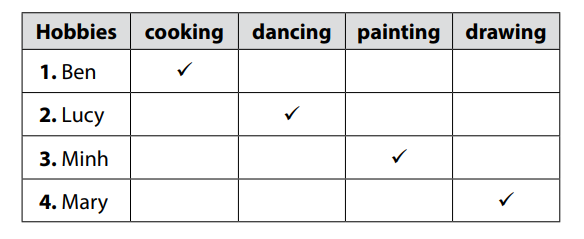 Hobbies cooking dancing painting drawing
1. Ben ✓
2. Lucy ✓
3. Minh ✓
4. Mary ✓